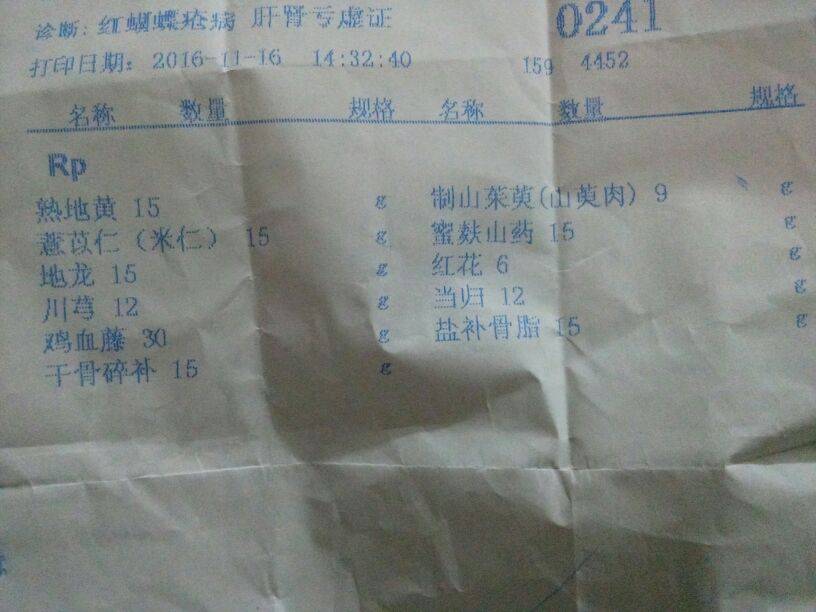 诊断: 红蝴蝶疮病 肝肾亏虚证 0241
打印日期: 2016-11-16 14:32:40 159 4452
名称 数量 规格 名称 数量 规格
Rp
熟地黄 15 g 制山茱萸(山萸肉) 9 g
薏苡仁(米仁) 15 g 蜜麸山药 15 g
地龙 15 g 红花 6 g
川芎 12 g 当归 12 g
鸡血藤 30 g 盐补骨脂 15 g
干骨碎补 15 g